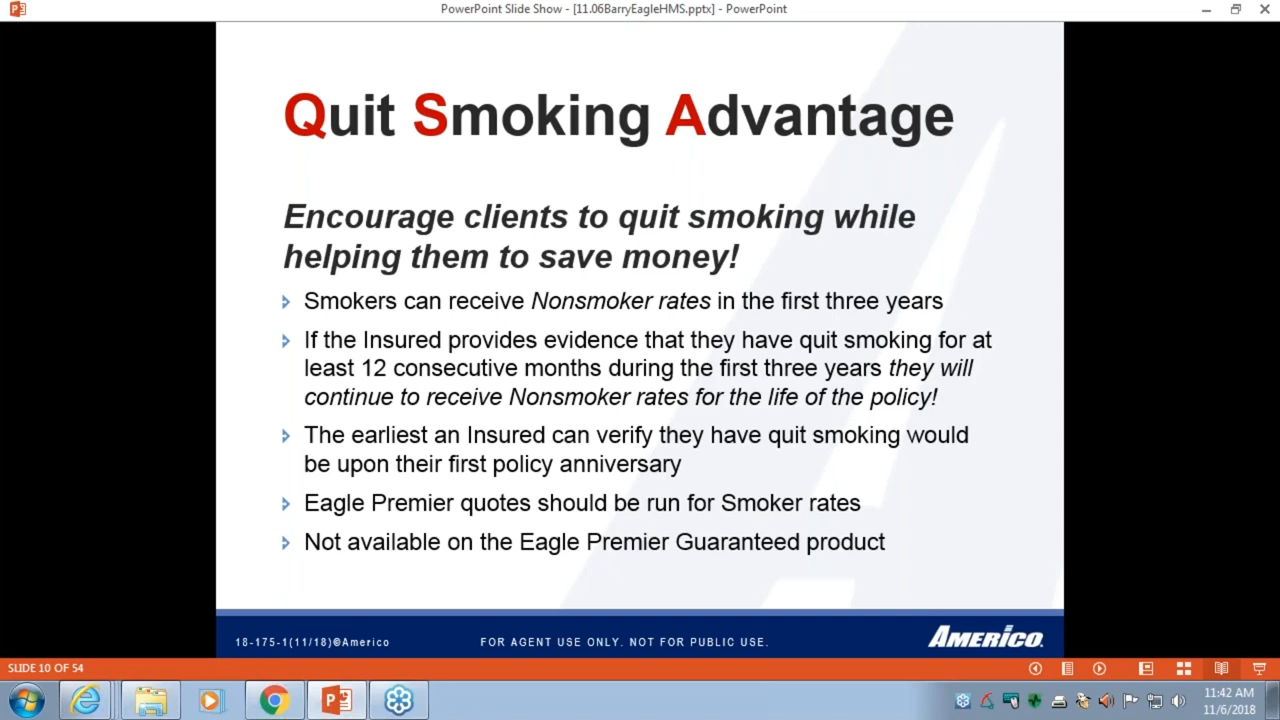 PowerPoint Slide Show - [11.06BarryEagleHMS.pptx] - PowerPoint
Quit Smoking Advantage
Encourage clients to quit smoking while
helping them to save money!
Smokers can receive Nonsmoker rates in the first three years
If the Insured provides evidence that they have quit smoking for at
least 12 consecutive months during the first three years they will
continue to receive Nonsmoker rates for the life of the policy!
The earliest an Insured can verify they have quit smoking would
be upon their first policy anniversary
Eagle Premier quotes should be run for Smoker rates
Not available on the Eagle Premier Guaranteed product
18-175-1(11/18)©Americo
FOR AGENT USE ONLY. NOT FOR PUBLIC USE.
AMERICO.
SLIDE 10 OF 54
11:42 AM
11/6/2018